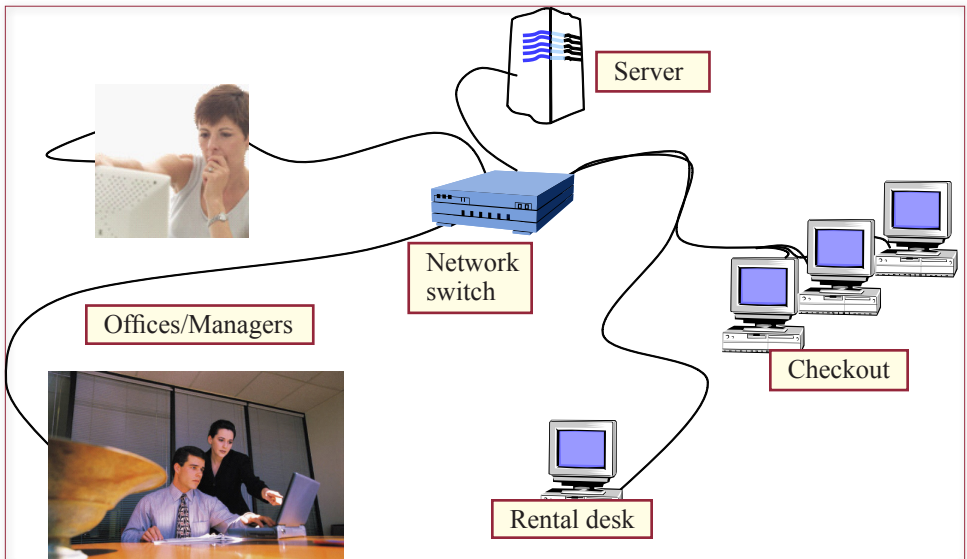 Server
Network
switch
Offices/Managers
Checkout
Rental desk